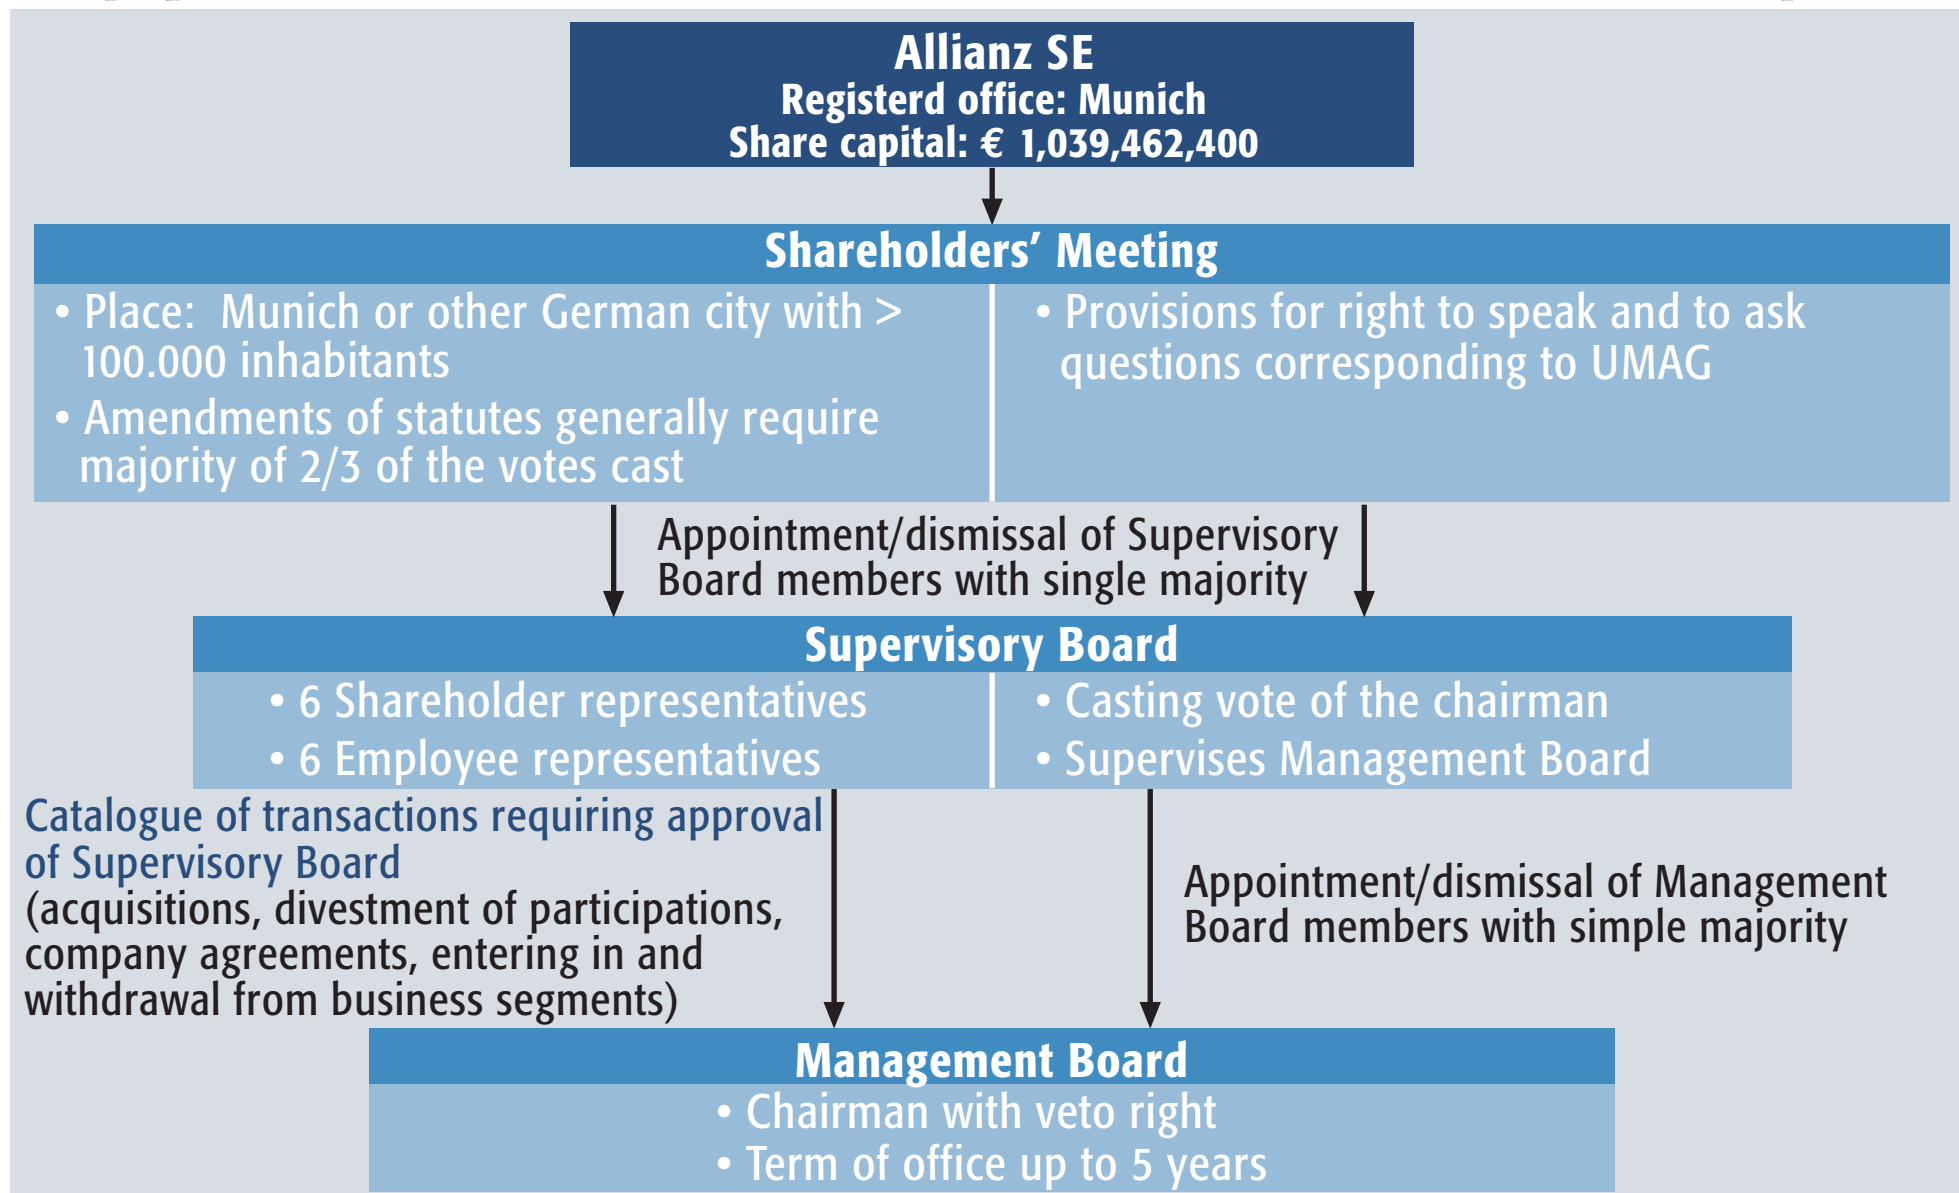 Allianz SE
Registerd office: Munich
Share capital: € 1,039,462,400
Shareholders’ Meeting
• Place:  Munich or other German city with >
100.000 inhabitants
• Amendments of statutes generally require
majority of 2/3 of the votes cast
• Provisions for right to speak and to ask
questions corresponding to UMAG
Appointment/dismissal of Supervisory
Board members with single majority
Supervisory Board
• 6 Shareholder representatives
• 6 Employee representatives
• Casting vote of the chairman
• Supervises Management Board
Catalogue of transactions requiring approval
of Supervisory Board
(acquisitions, divestment of participations,
company agreements, entering in and
withdrawal from business segments)
Appointment/dismissal of Management
Board members with simple majority
Management Board
• Chairman with veto right
• Term of office up to 5 years